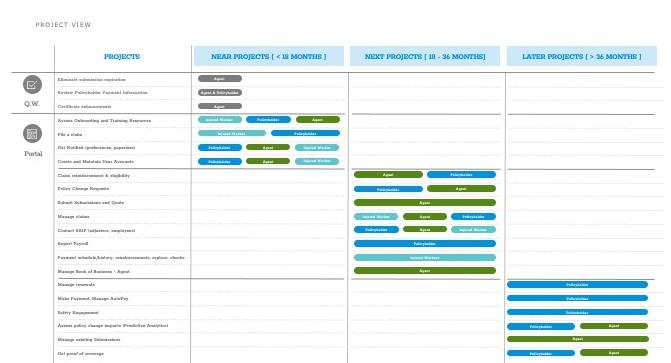 PROJECT VIEW
PROJECTS NEAR PROJECTS [ < 18 MONTHS ] NEXT PROJECTS [ 18 - 36 MONTHS] LATER PROJECTS [ > 36 MONTHS ]
Q.W.
Eliminate submission expiration Agent
Review Policyholder Payment Information Agent & Policyholder
Certificate enhancements Agent
Portal
Access Onboarding and Training Resources Injured Worker Policyholder Agent
File a claim Injured Worker Policyholder
Get Notified (preferences, paperless) Policyholder Agent Injured Worker
Create and Maintain User Accounts Policyholder Agent Injured Worker
Claim reimbursement & eligibility Agent Policyholder
Policy Change Requests Policyholder Agent
Submit Submissions and Quote Agent
Manage claims Injured Worker Agent Policyholder
Contact SAIF (adjuster, employees) Policyholder Agent Injured Worker
Report Payroll Policyholder
Payment schedule/history, reimbursements, replace. checks Injured Workers
Manage Book of Business - Agent Agent
Manage renewals Policyholder
Make Payment, Manage AutoPay Policyholder
Safety Engagement Policyholder
Access policy change impacts (Predictive Analytics) Policyholder Agent
Manage existing Submissions Agent
Get proof of coverage Policyholder Agent